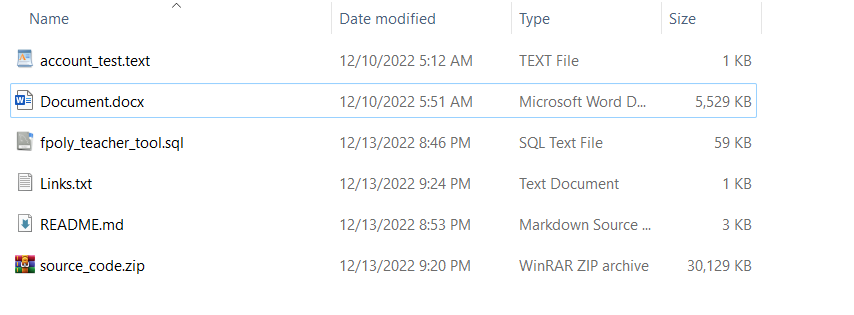 Name Date modified Type Size
account_test.text 12/10/2022 5:12 AM TEXT File 1 KB
Document.docx 12/10/2022 5:51 AM Microsoft Word D... 5,529 KB
fpoly_teacher_tool.sql 12/13/2022 8:46 PM SQL Text File 59 KB
Links.txt 12/13/2022 9:24 PM Text Document 1 KB
README.md 12/13/2022 8:53 PM Markdown Source ... 3 KB
source_code.zip 12/13/2022 9:20 PM WinRAR ZIP archive 30,129 KB